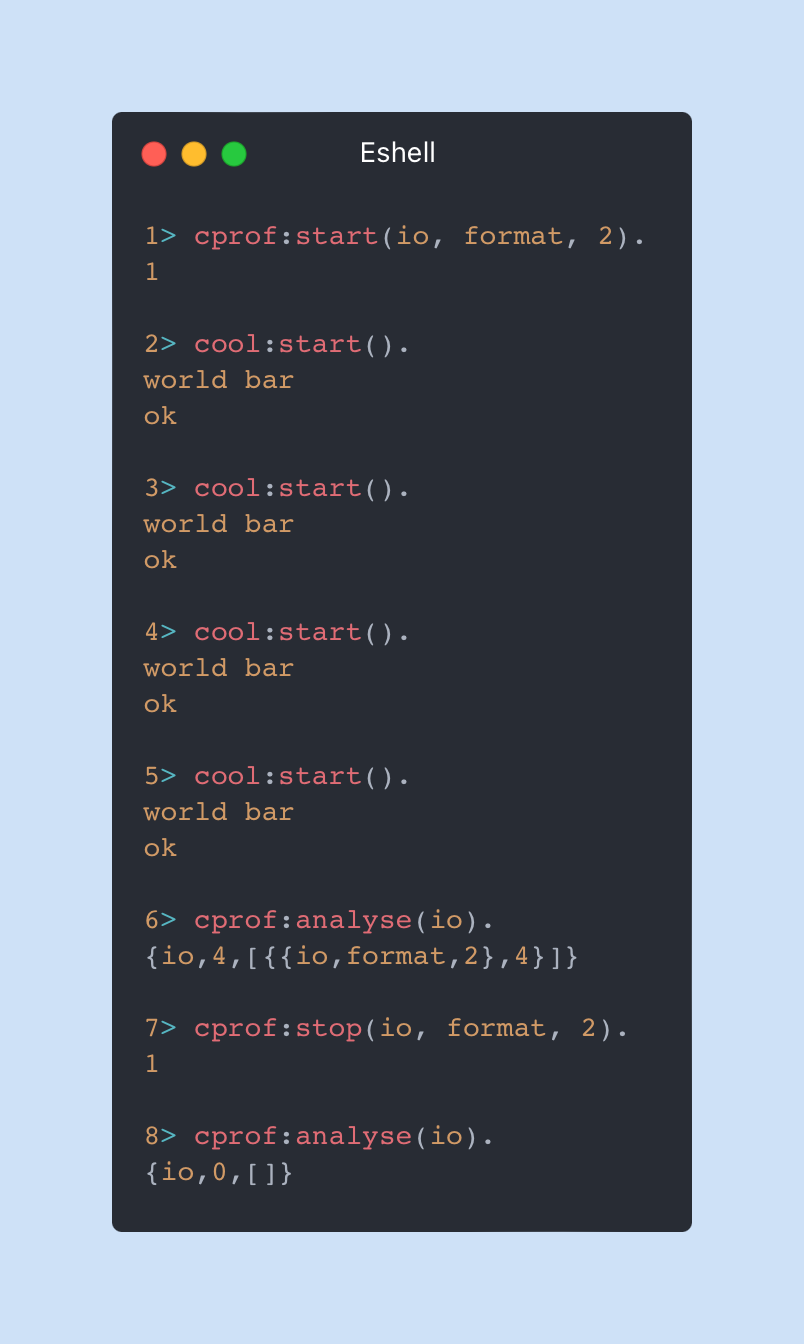 Eshell
1> cprof:start(io, format, 2).
1
2> cool:start().
world bar
ok
3> cool:start().
world bar
ok
4> cool:start().
world bar
ok
5> cool:start().
world bar
ok
6> cprof:analyse(io).
{io,4,[{{io,format,2},4}]}
7> cprof:stop(io, format, 2).
1
8> cprof:analyse(io).
{io,0,[]}